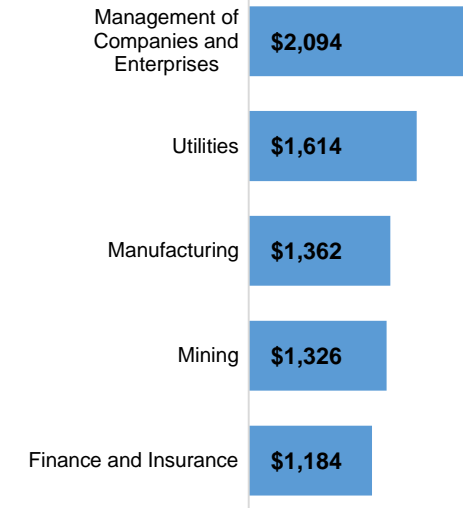 Management of
Companies and
Enterprises
$2,094
Utilities
$1,614
Manufacturing
$1,362
Mining
$1,326
Finance and Insurance
$1,184